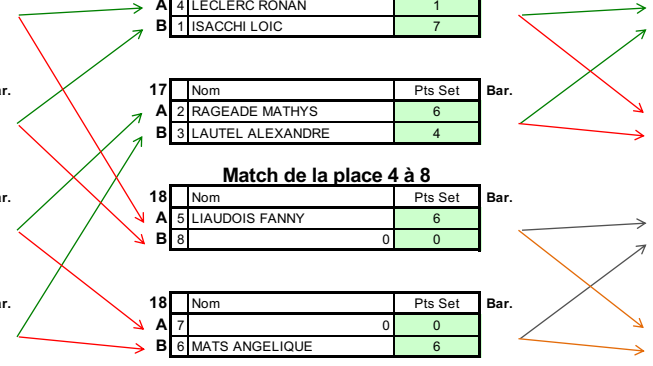 A 4 LECLERC RONAN 1
B 1 ISACCHI LOIC 7
ar. 17 Nom Pts Set Bar.
A 2 RAGEADE MATHYS 6
B 3 LAUTEL ALEXANDRE 4
Match de la place 4 à 8
ar. 18 Nom Pts Set Bar.
A 5 LIAUDOIS FANNY 6
B 8 0 0
ar. 18 Nom Pts Set Bar.
A 7 0 0
B 6 MATS ANGELIQUE 6